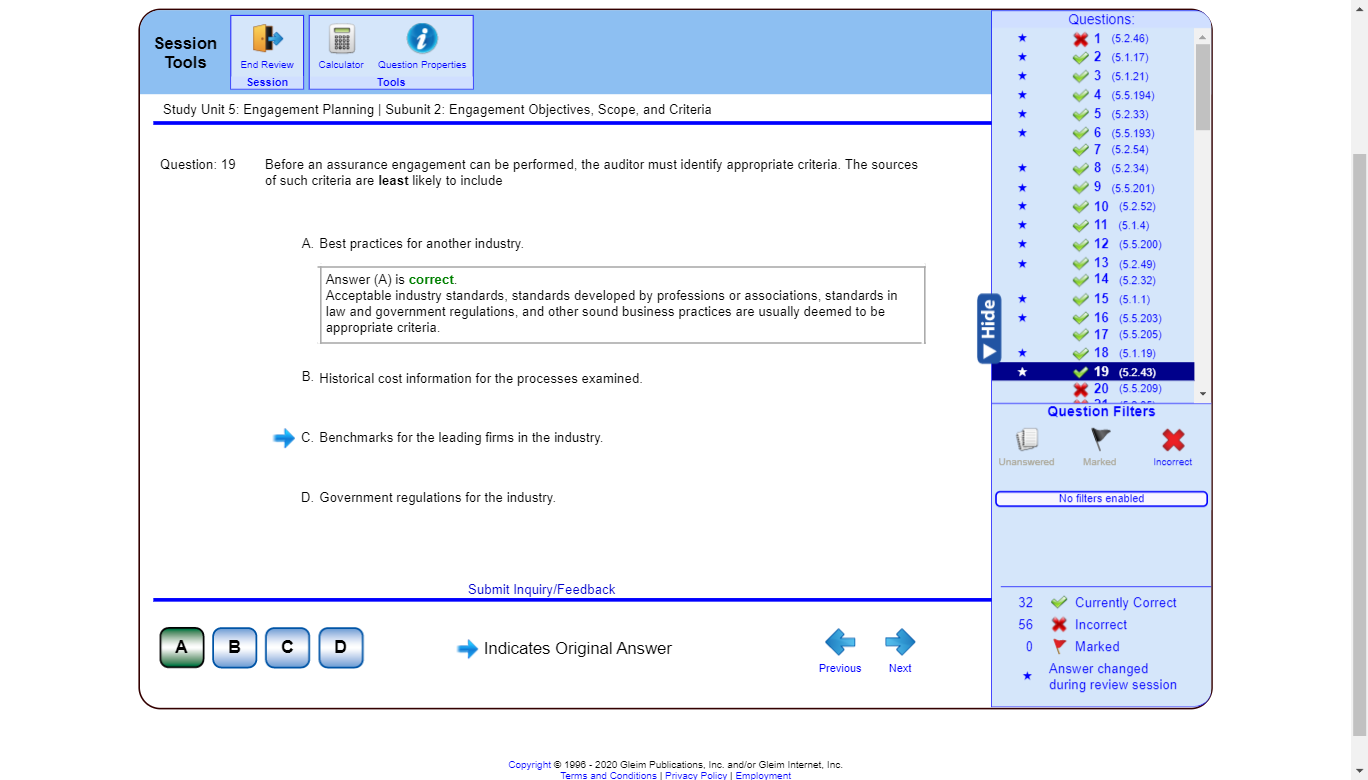 Session
Tools
End Review
Session
Calculator
Question Properties
Tools
Study Unit 5: Engagement Planning | Subunit 2: Engagement Objectives, Scope, and Criteria
Question: 19
Before an assurance engagement can be performed, the auditor must identify appropriate criteria. The sources
of such criteria are least likely to include
A. Best practices for another industry.
Answer (A) is correct.
Acceptable industry standards, standards developed by professions or associations, standards in
law and government regulations, and other sound business practices are usually deemed to be
appropriate criteria.
B. Historical cost information for the processes examined.
C. Benchmarks for the leading firms in the industry.
D. Government regulations for the industry.
Submit Inquiry/Feedback
A B C D
Indicates Original Answer
Previous
Next
Hide
Questions:
1 (5.2.46)
2 (5.1.17)
3 (5.1.21)
4 (5.5.194)
5 (5.2.33)
6 (5.5.193)
7 (5.2.54)
8 (5.2.34)
9 (5.5.201)
10 (5.2.52)
11 (5.1.4)
12 (5.5.200)
13 (5.2.49)
14 (5.2.32)
15 (5.1.1)
16 (5.5.203)
17 (5.5.205)
18 (5.1.19)
19 (5.2.43)
20 (5.5.209)
Question Filters
Unanswered
Marked
Incorrect
No filters enabled
32 Currently Correct
56 Incorrect
0 Marked
Answer changed
during review session
Copyright © 1996 - 2020 Gleim Publications, Inc. and/or Gleim Internet, Inc.
Terms and Conditions | Privacy Policy | Employment